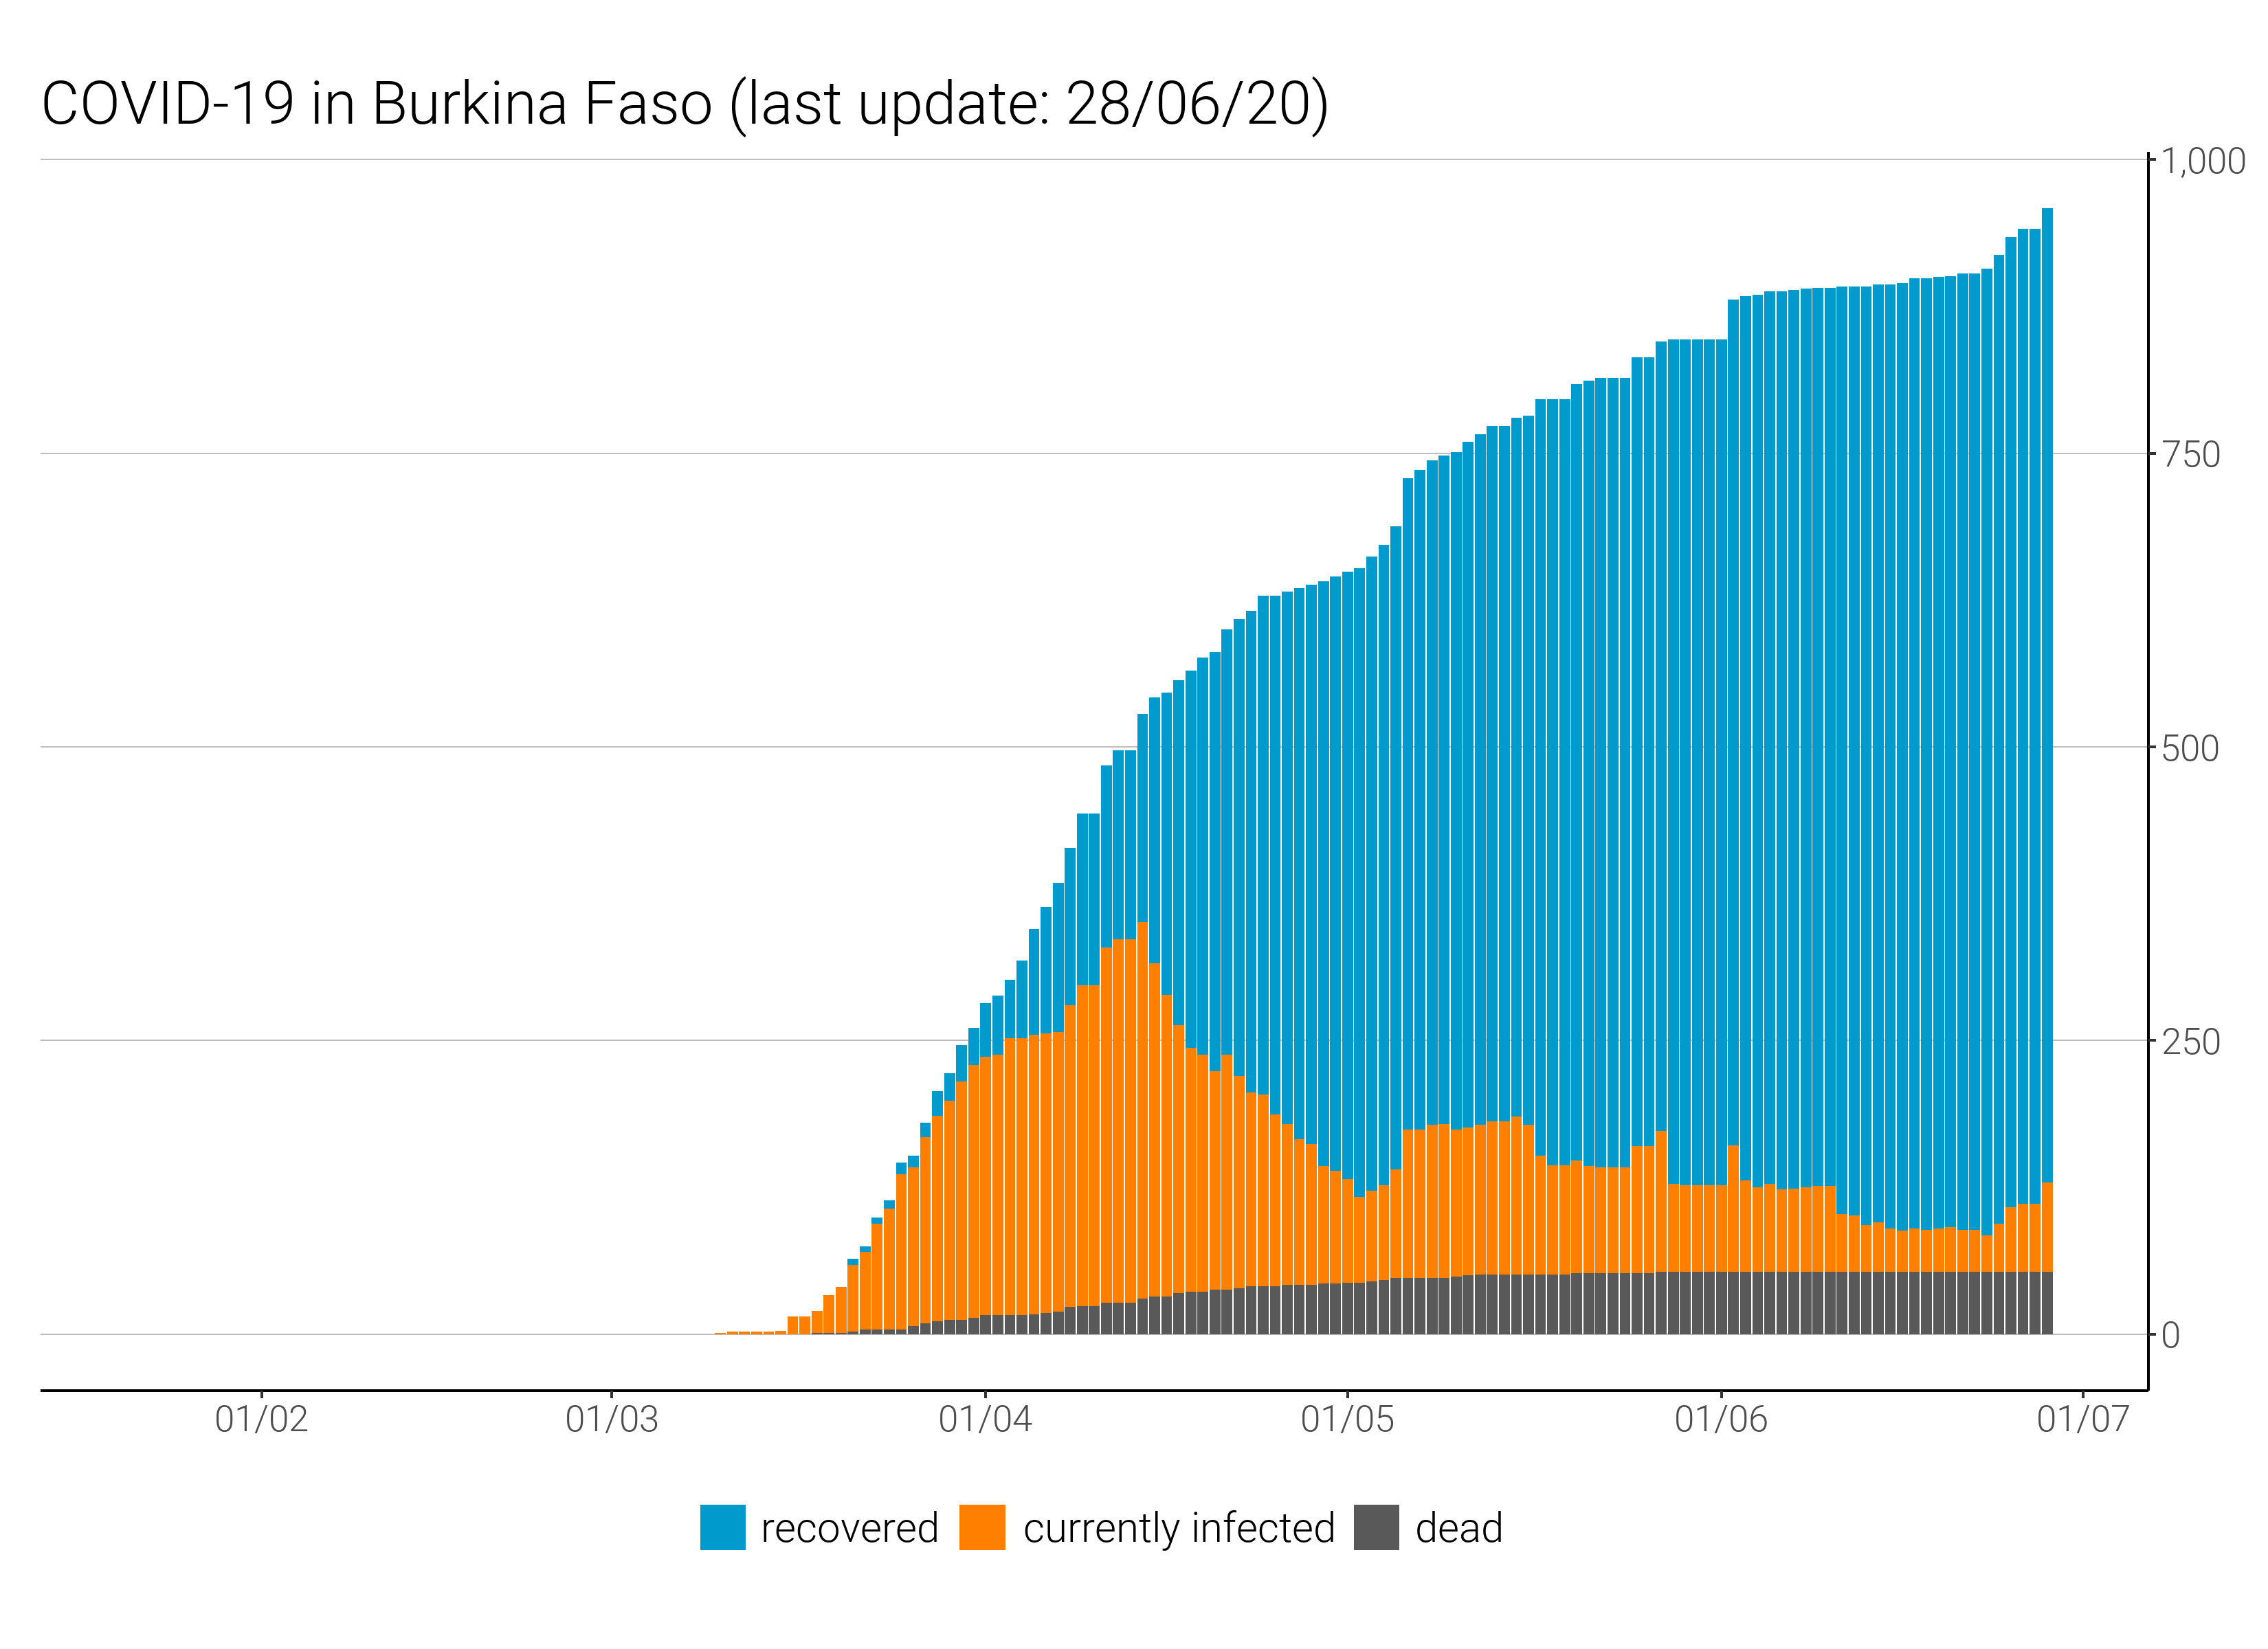 COVID-19 in Burkina Faso (last update: 28/06/20)
1,000
750
500
250
0
01/02 01/03 01/04 01/05 01/06 01/07
recovered currently infected dead